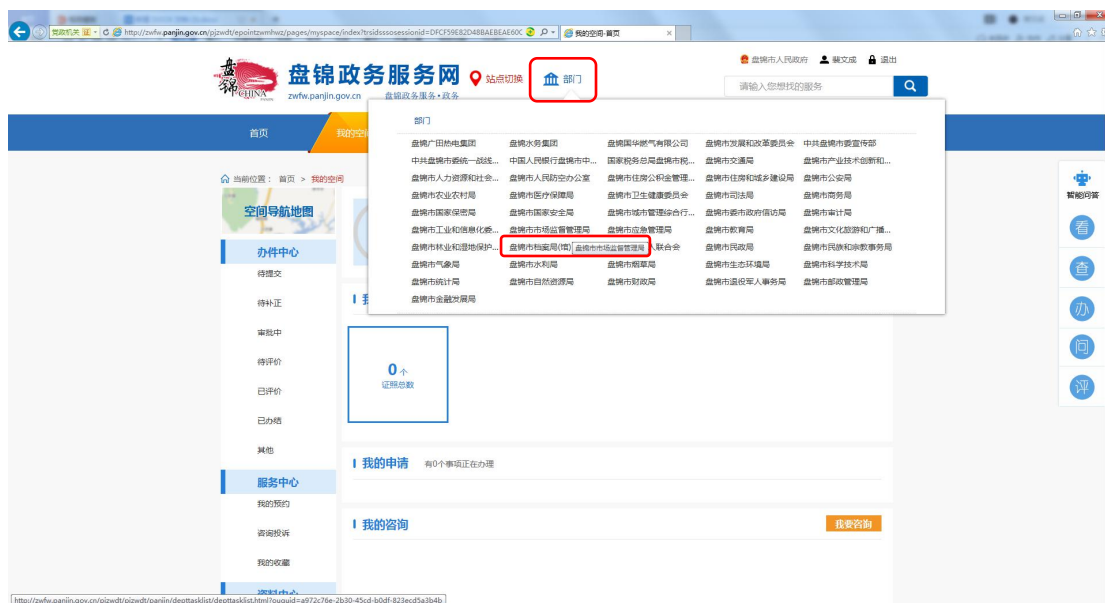 党政机关
http://zwfw.panjin.gov.cn/pjzwdt/epointzwmhwz/pages/myspace/index?trsidsssosessionid=DFCF59E82D48BAEBEAE60C
我的空间-首页
盘锦 CHINA
盘锦政务服务网
zwfw.panjin.gov.cn 盘锦政务服务•政务
站点切换
部门
盘锦市人民政府 裴文成 退出
请输入您想找的服务
首页 我的空间
部门
盘锦广田热电集团 盘锦水务集团 盘锦国华燃气有限公司 盘锦市发展和改革委员会 中共盘锦市委宣传部
中共盘锦市委统一战线... 中国人民银行盘锦市中... 国家税务总局盘锦市税... 盘锦市交通局 盘锦市产业技术创新和...
盘锦市人力资源和社会... 盘锦市人民防空办公室 盘锦市住房公积金管理... 盘锦市住房和城乡建设局 盘锦市公安局
盘锦市农业农村局 盘锦市医疗保障局 盘锦市卫生健康委员会 盘锦市司法局 盘锦市商务局
盘锦市国家保密局 盘锦市国家安全局 盘锦市城市管理综合行... 盘锦市委市政府信访局 盘锦市审计局
盘锦市工业和信息化委... 盘锦市市场监督管理局 盘锦市应急管理局 盘锦市教育局 盘锦市文化旅游和广播...
盘锦市林业和湿地保护... 盘锦市档案局(馆) 盘锦市市场监督管理局 人联合会 盘锦市民政局 盘锦市民族和宗教事务局
盘锦市气象局 盘锦市水利局 盘锦市烟草局 盘锦市生态环境局 盘锦市科学技术局
盘锦市统计局 盘锦市自然资源局 盘锦市财政局 盘锦市退役军人事务局 盘锦市邮政管理局
盘锦市金融发展局
当前位置: 首页 > 我的空间
空间导航地图
办件中心
待提交
待补正
审批中
待评价
已评价
已办结
其他
服务中心
我的预约
咨询投诉
我的收藏
资料中心
我
0个
证照总数
我的申请 有0个事项正在办理
我的咨询
我要咨询
智能问答
看
查
办
问
评
http://zwfw.panjin.gov.cn/pjzwdt/pjzwdt/panjin/depttasklist/depttasklist.html?ouguid=a972c76e-2b30-45cd-b0df-823ecd5a3b4b